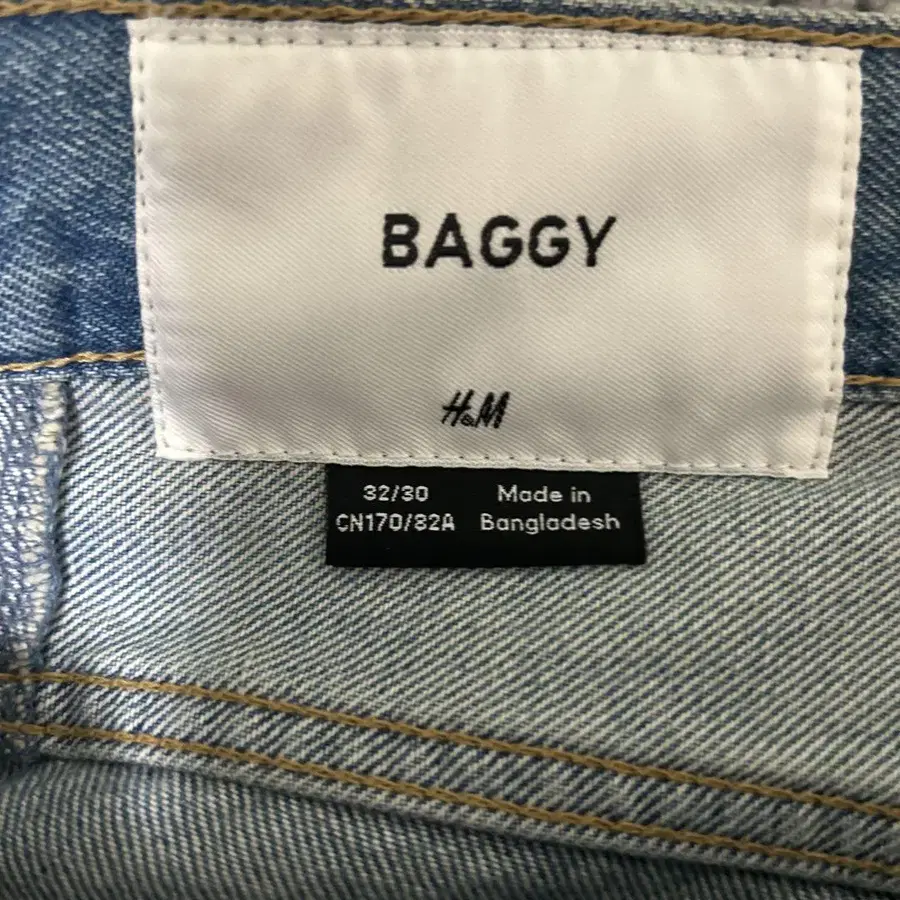 BAGGY
H&M
32/30
CN170/82A
Made in
Bangladesh